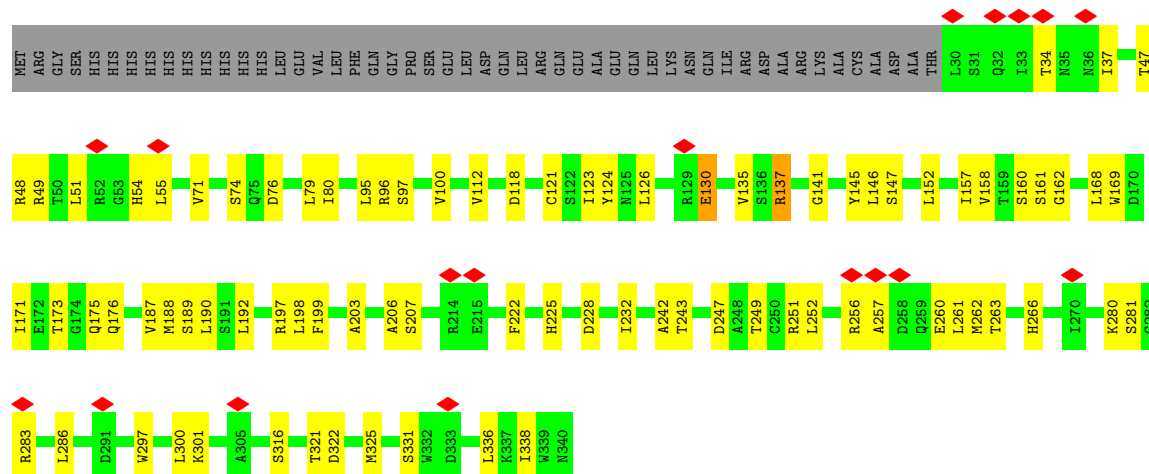 MET ARG GLY SER HIS HIS HIS HIS HIS HIS HIS HIS HIS HIS LEU GLU VAL LEU PHE GLN GLY PRO SER GLU LEU ASP GLN LEU ARG GLN GLU ALA GLU GLN LEU LYS ASN GLN ILE ARG ASP ALA ARG LYS ALA CYS ALA ASP ALA THR L30 S31 Q32 I33 T34 N35 N36 I37 T47
R48 R49 T50 L51 R52 G53 H54 L55 V71 S74 Q75 D76 L79 I80 L95 R96 S97 V100 V112 D118 C121 S122 I123 Y124 N125 L126 R129 E130 V135 S136 R137 G141 Y145 L146 S147 L152 I157 V158 T159 S160 S161 G162 L168 W169 D170
I171 E172 T173 G174 Q175 Q176 V187 M188 S189 L190 S191 L192 R197 L198 F199 A203 A206 S207 R214 E215 F222 H225 D228 I232 A242 T243 D247 A248 T249 C250 R251 L252 R256 A257 D258 Q259 E260 L261 M262 T263 H266 I270 K280 S281
R283 L286 D291 W297 L300 K301 A305 S316 T321 D322 M325 S331 W332 D333 L336 K337 I338 W339 N340